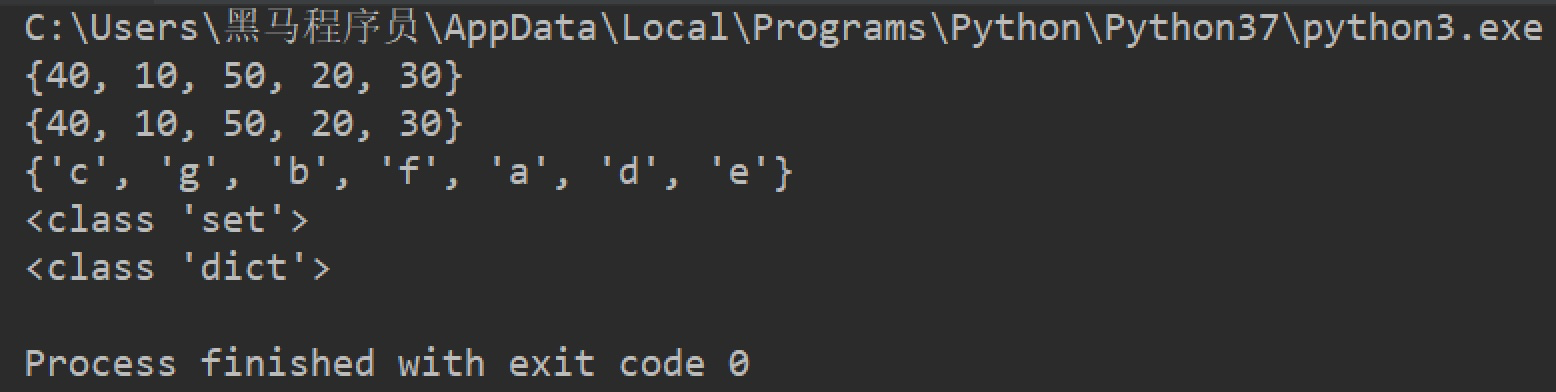 C:\Users\黑马程序员\AppData\Local\Programs\Python\Python37\python3.exe
{40, 10, 50, 20, 30}
{40, 10, 50, 20, 30}
{'c', 'g', 'b', 'f', 'a', 'd', 'e'}
<class 'set'>
<class 'dict'>
Process finished with exit code 0